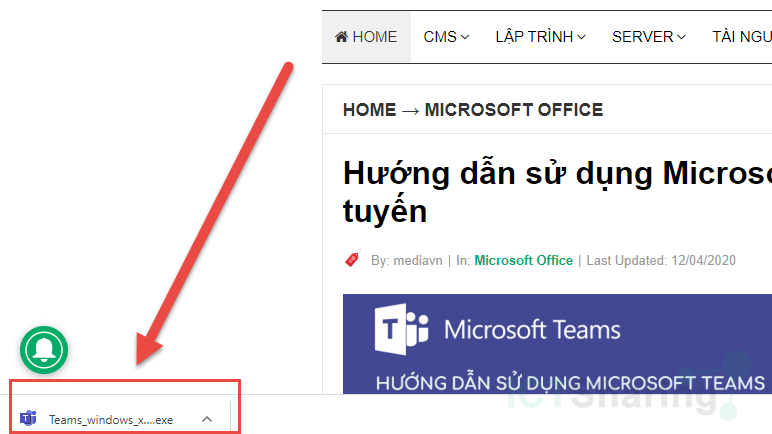 HOME CMS LẬP TRÌNH SERVER TÀI NGU
HOME → MICROSOFT OFFICE
Hướng dẫn sử dụng Microso
tuyến
By: mediavn | In: Microsoft Office | Last Updated: 12/04/2020
Microsoft Teams
HƯỚNG DẪN SỬ DỤNG MICROSOFT TEAMS
ICTSharing
Teams_windows_x....exe